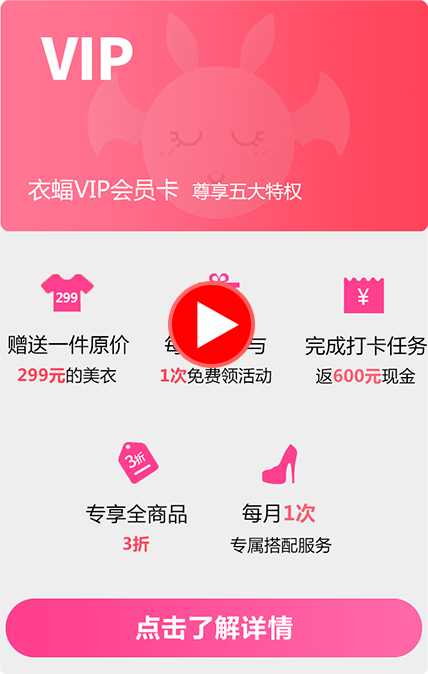 VIP
衣蝠VIP会员卡 尊享五大特权
299
¥
赠送一件原价
299元的美衣
每 与
1次免费领活动
完成打卡任务
返600元现金
3折
专享全商品
3折
每月1次
专属搭配服务
点击了解详情